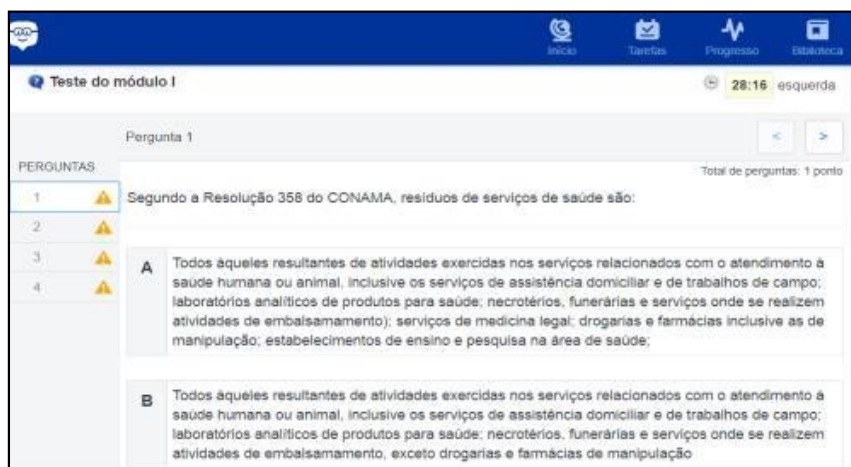 Início Tarefas Progresso Biblioteca
Teste do módulo I 28:16 esquerda
Pergunta 1 < >
PERGUNTAS Total de perguntas: 1 ponto
1 Segundo a Resolução 358 do CONAMA, resíduos de serviços de saúde são:
2
3
4
A Todos àqueles resultantes de atividades exercidas nos serviços relacionados com o atendimento à
saúde humana ou animal, inclusive os serviços de assistência domiciliar e de trabalhos de campo;
laboratórios analíticos de produtos para saúde; necrotérios, funerárias e serviços onde se realizem
atividades de embalsamamento); serviços de medicina legal; drogarias e farmácias inclusive as de
manipulação; estabelecimentos de ensino e pesquisa na área de saúde;
B Todos àqueles resultantes de atividades exercidas nos serviços relacionados com o atendimento à
saúde humana ou animal, inclusive os serviços de assistência domiciliar e de trabalhos de campo;
laboratórios analíticos de produtos para saúde; necrotérios, funerárias e serviços onde se realizem
atividades de embalsamamento, exceto drogarias e farmácias de manipulação